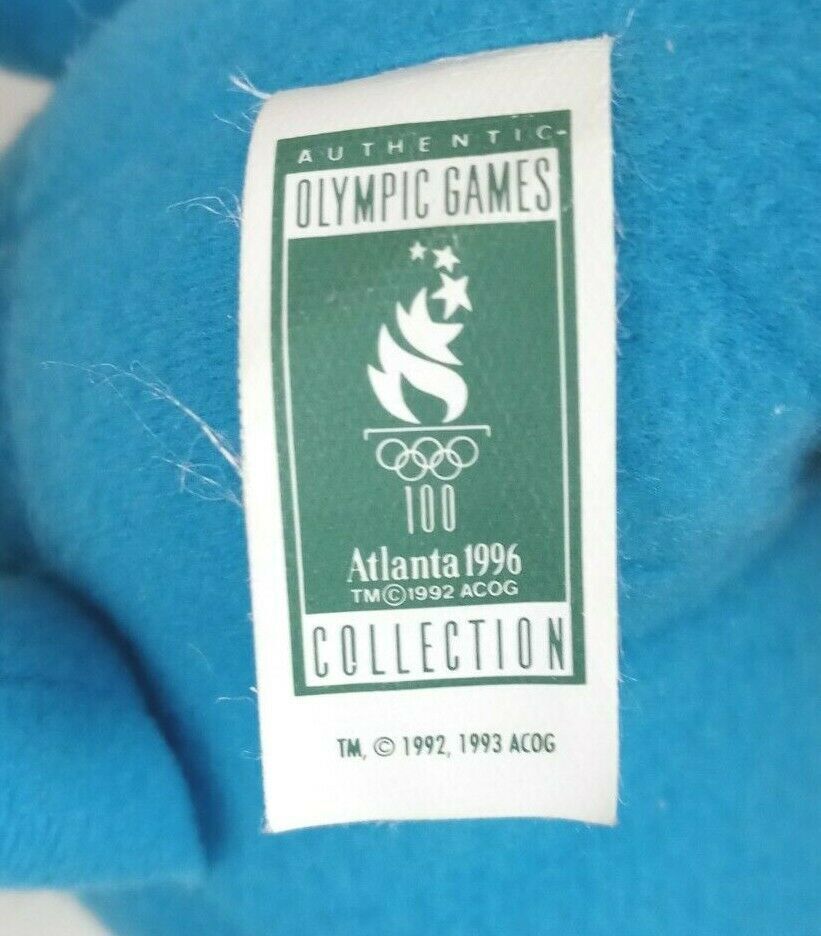 AUTHENTIC
OLYMPIC GAMES
100
Atlanta 1996
TM©1992 ACOG
COLLECTION
TM, © 1992, 1993 ACOG